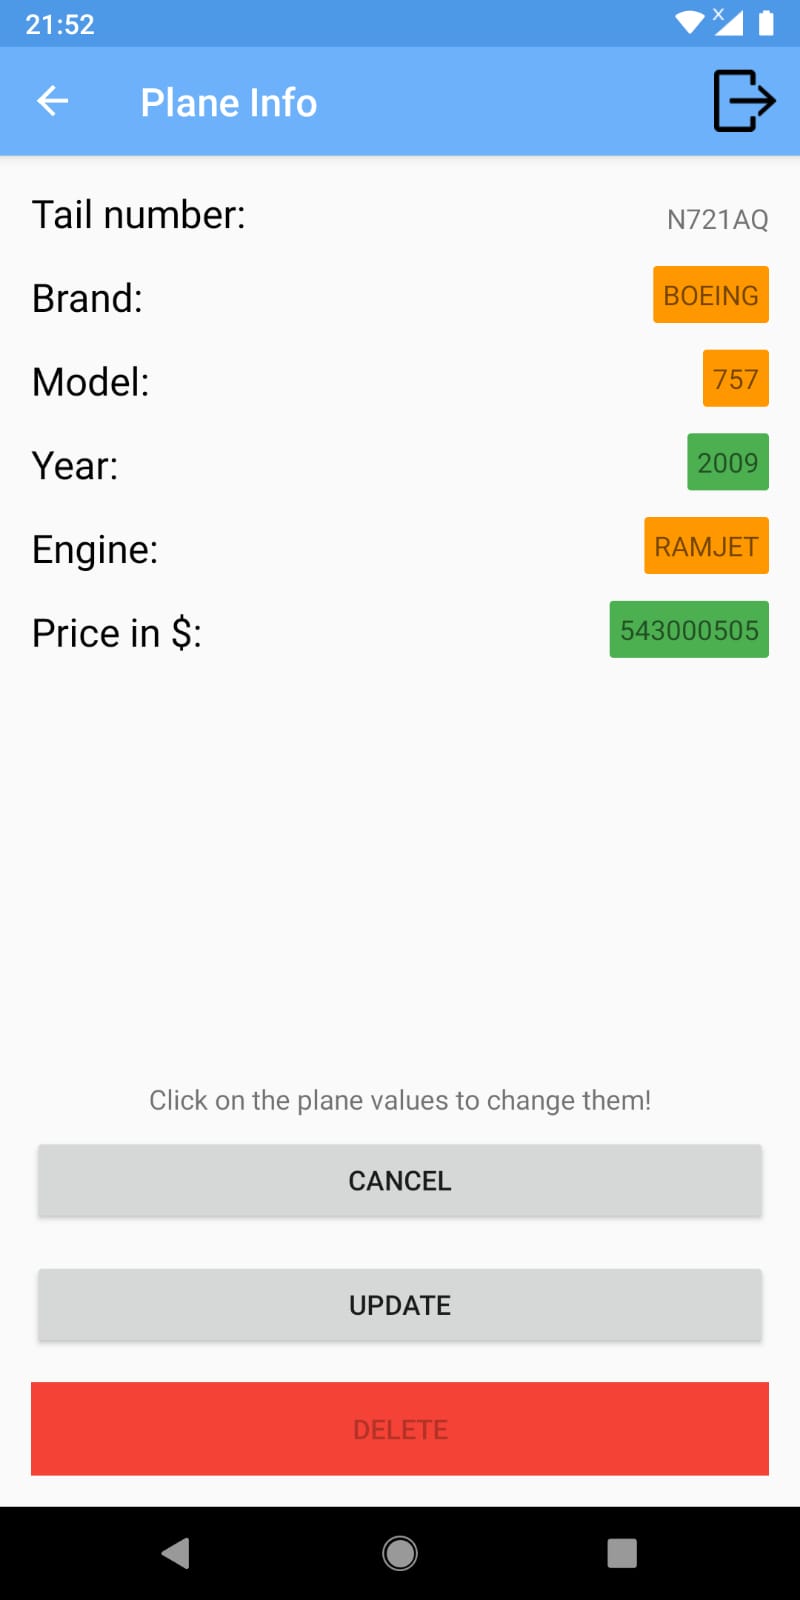 21:52
Plane Info
Tail number: N721AQ
Brand: BOEING
Model: 757
Year: 2009
Engine: RAMJET
Price in $: 543000505
Click on the plane values to change them!
CANCEL
UPDATE
DELETE